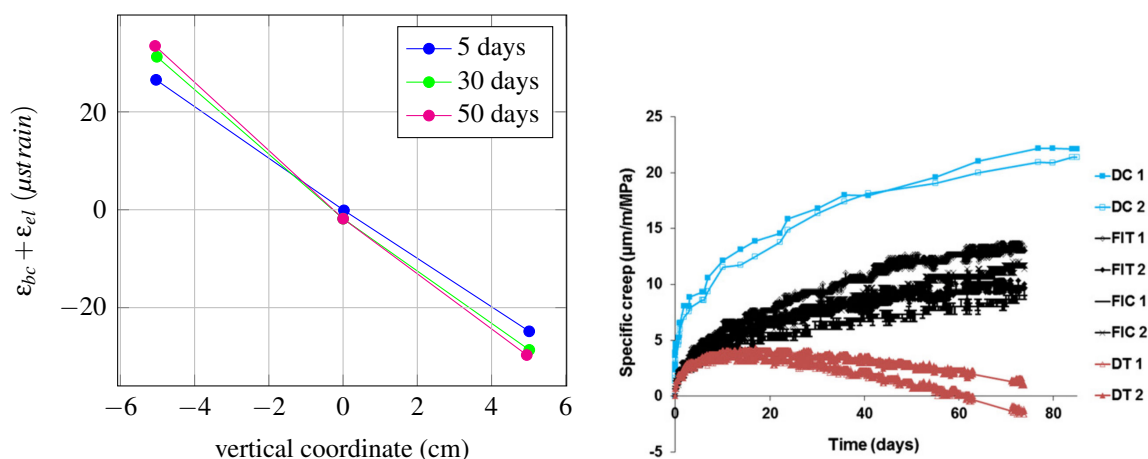 5 days
30 days
50 days
20
0
−20
−6 −4 −2 0 2 4 6
vertical coordinate (cm)
ε_bc + ε_el (μstrain)
25
20
15
10
5
0
-5
0 20 40 60 80
Time (days)
Specific creep (μm/m/MPa)
DC 1
DC 2
FIT 1
FIT 2
FIC 1
FIC 2
DT 1
DT 2